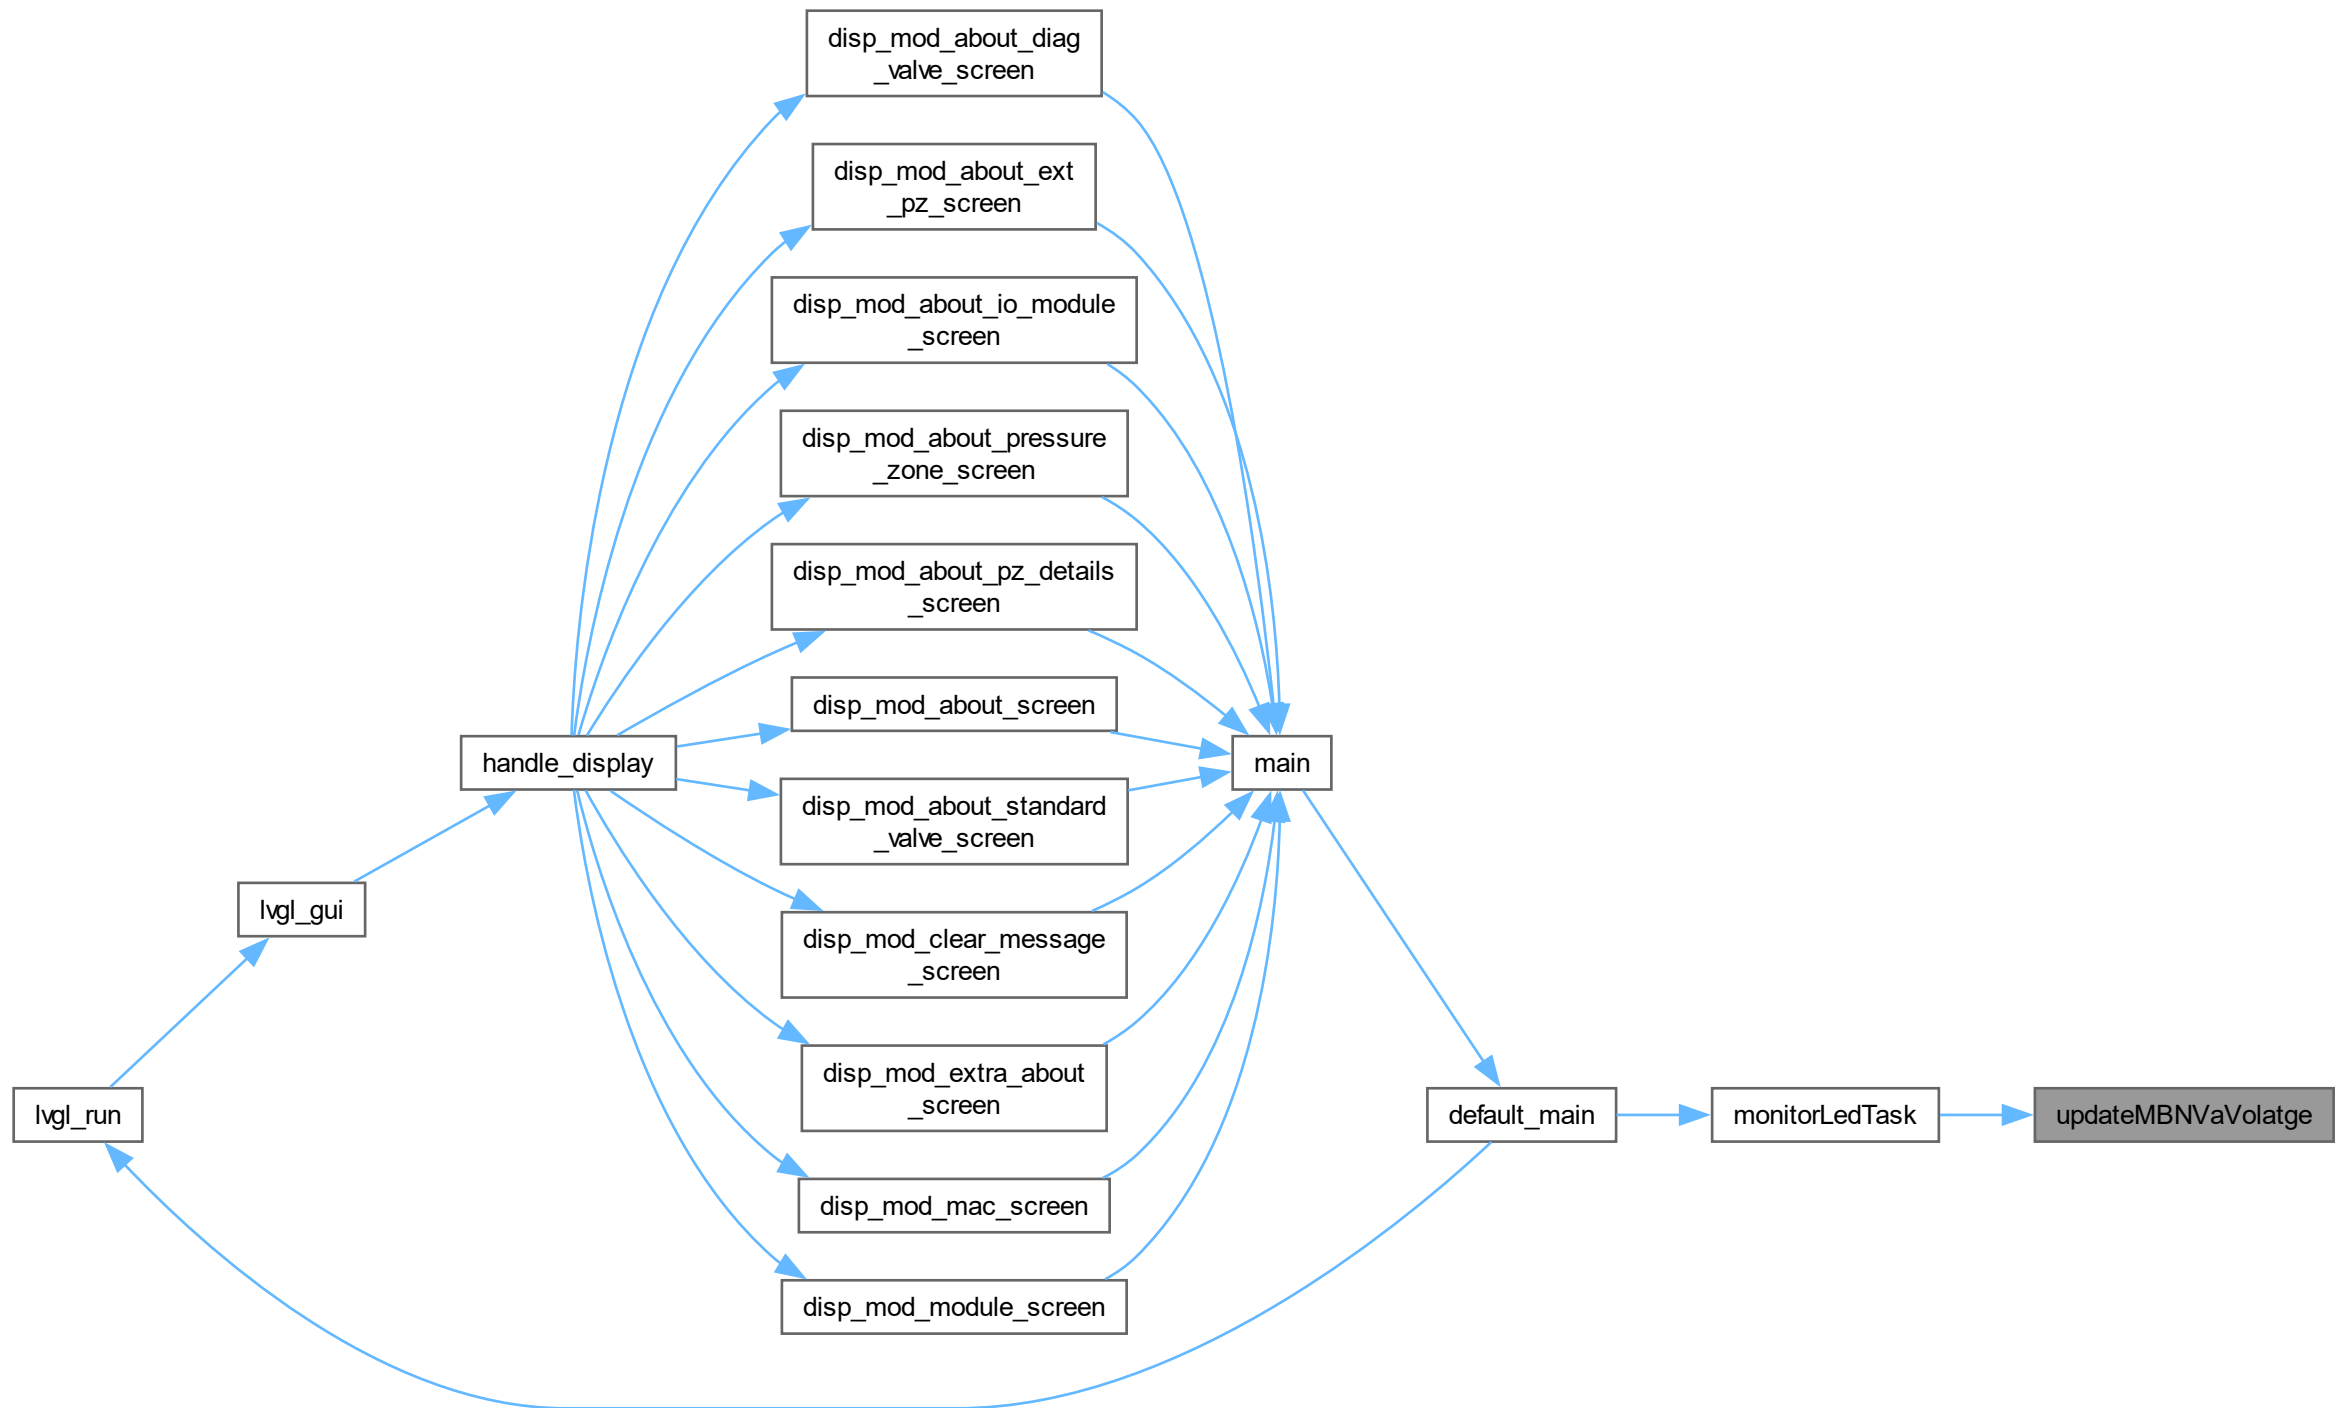 disp_mod_about_diag
_valve_screen
disp_mod_about_ext
_pz_screen
disp_mod_about_io_module
_screen
disp_mod_about_pressure
_zone_screen
disp_mod_about_pz_details
_screen
disp_mod_about_screen
handle_display
main
disp_mod_about_standard
_valve_screen
lvgl_gui
disp_mod_clear_message
_screen
disp_mod_extra_about
_screen
lvgl_run
default_main
monitorLedTask
updateMBNVaVolatge
disp_mod_mac_screen
disp_mod_module_screen